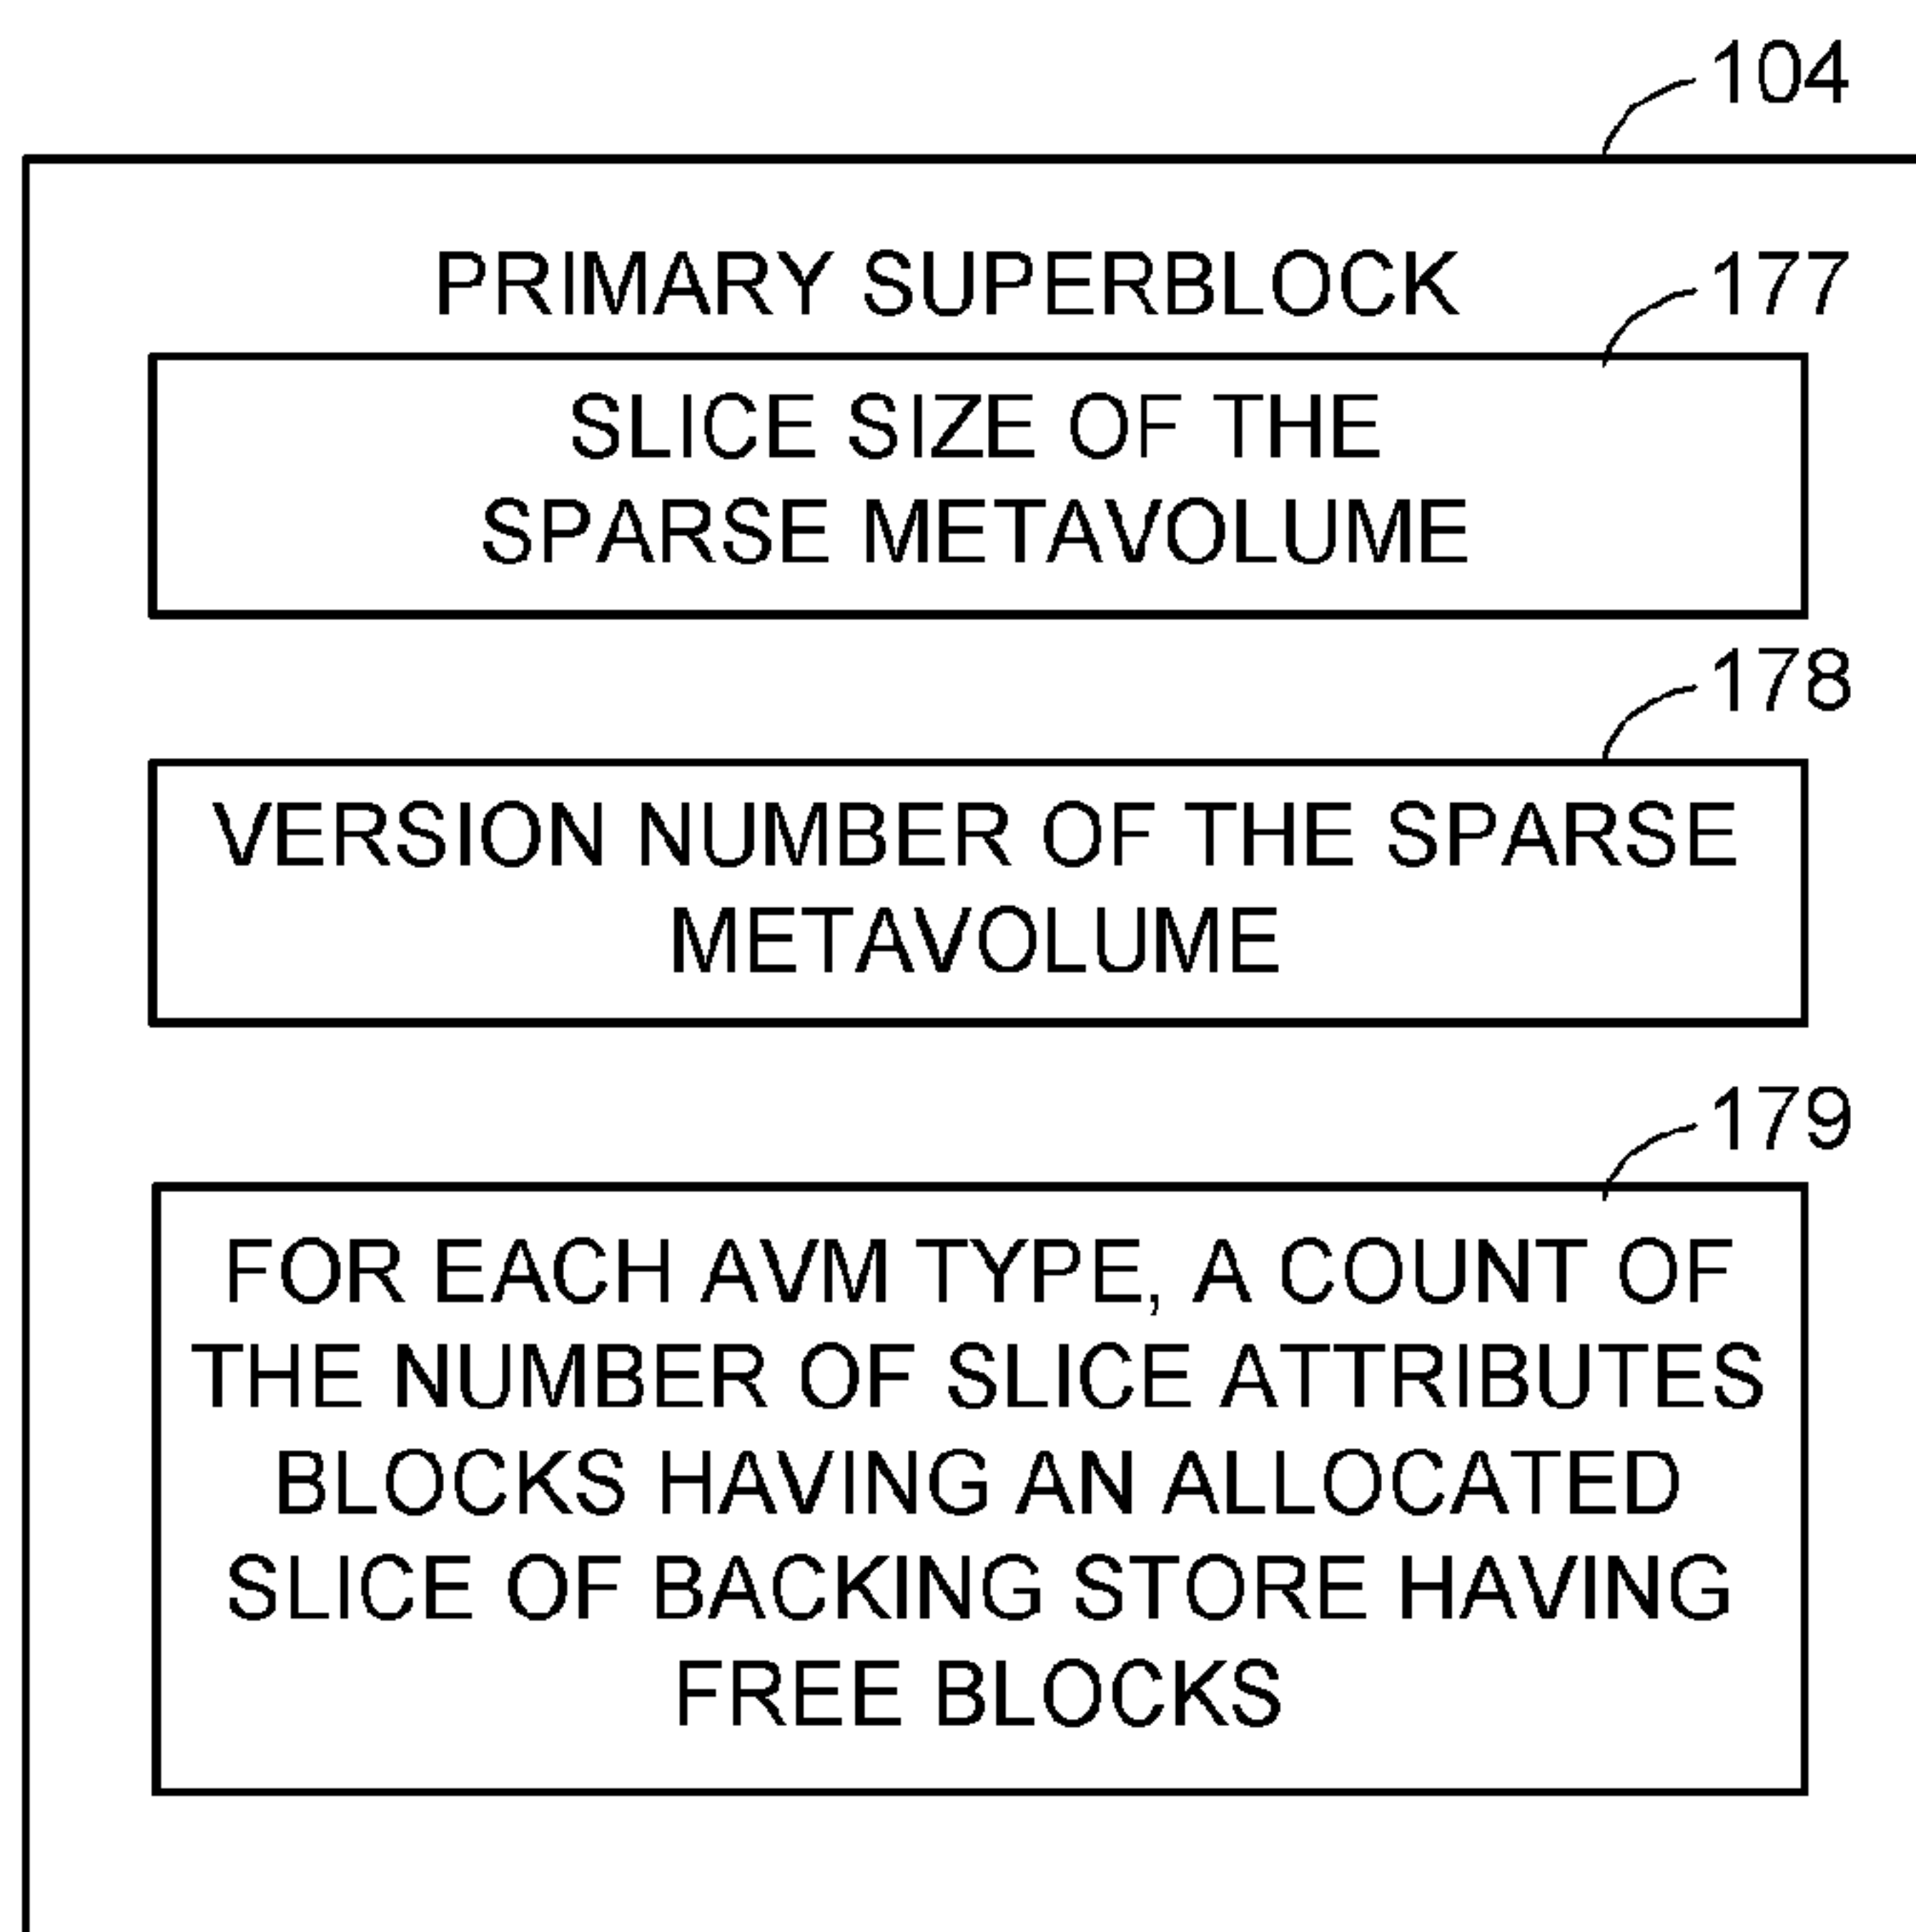 104
PRIMARY SUPERBLOCK
177
SLICE SIZE OF THE
SPARSE METAVOLUME
178
VERSION NUMBER OF THE SPARSE
METAVOLUME
179
FOR EACH AVM TYPE, A COUNT OF
THE NUMBER OF SLICE ATTRIBUTES
BLOCKS HAVING AN ALLOCATED
SLICE OF BACKING STORE HAVING
FREE BLOCKS